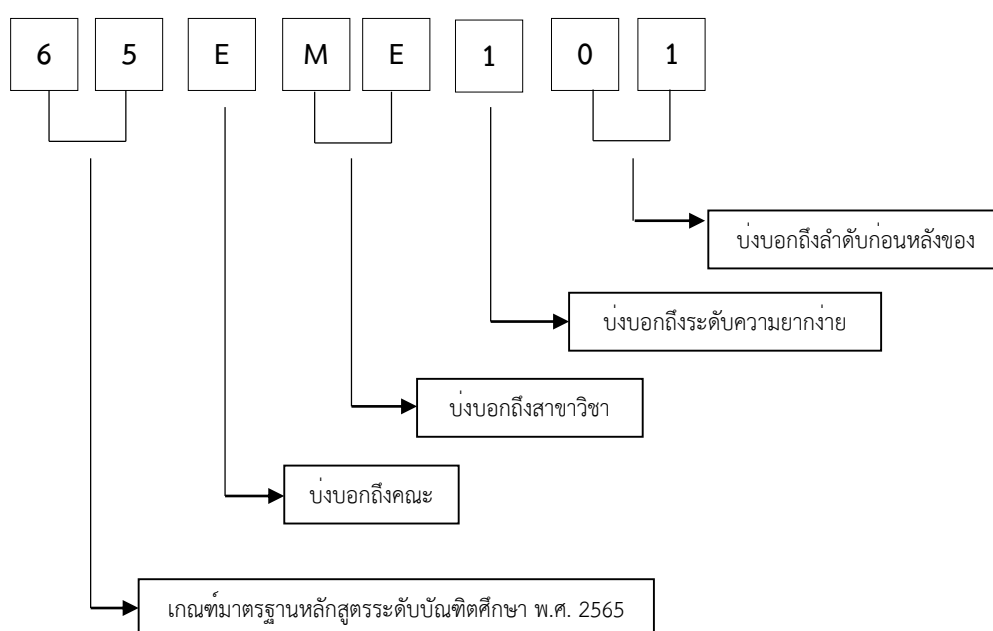 6 5 E M E 1 0 1
บ่งบอกถึงลำดับก่อนหลังของ
บ่งบอกถึงระดับความยากง่าย
บ่งบอกถึงสาขาวิชา
บ่งบอกถึงคณะ
เกณฑ์มาตรฐานหลักสูตรระดับบัณฑิตศึกษา พ.ศ. 2565